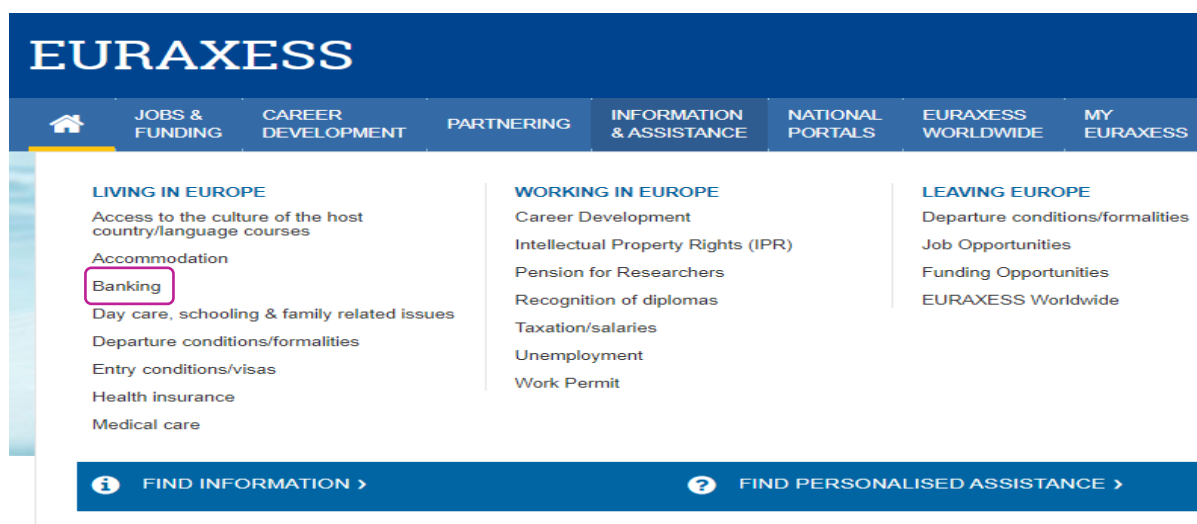 EURAXESS
JOBS &
FUNDING
CAREER
DEVELOPMENT
PARTNERING
INFORMATION
& ASSISTANCE
NATIONAL
PORTALS
EURAXESS
WORLDWIDE
MY
EURAXESS
LIVING IN EUROPE
Access to the culture of the host
country/language courses
Accommodation
Banking
Day care, schooling & family related issues
Departure conditions/formalities
Entry conditions/visas
Health insurance
Medical care
WORKING IN EUROPE
Career Development
Intellectual Property Rights (IPR)
Pension for Researchers
Recognition of diplomas
Taxation/salaries
Unemployment
Work Permit
LEAVING EUROPE
Departure conditions/formalities
Job Opportunities
Funding Opportunities
EURAXESS Worldwide
FIND INFORMATION >
FIND PERSONALISED ASSISTANCE >